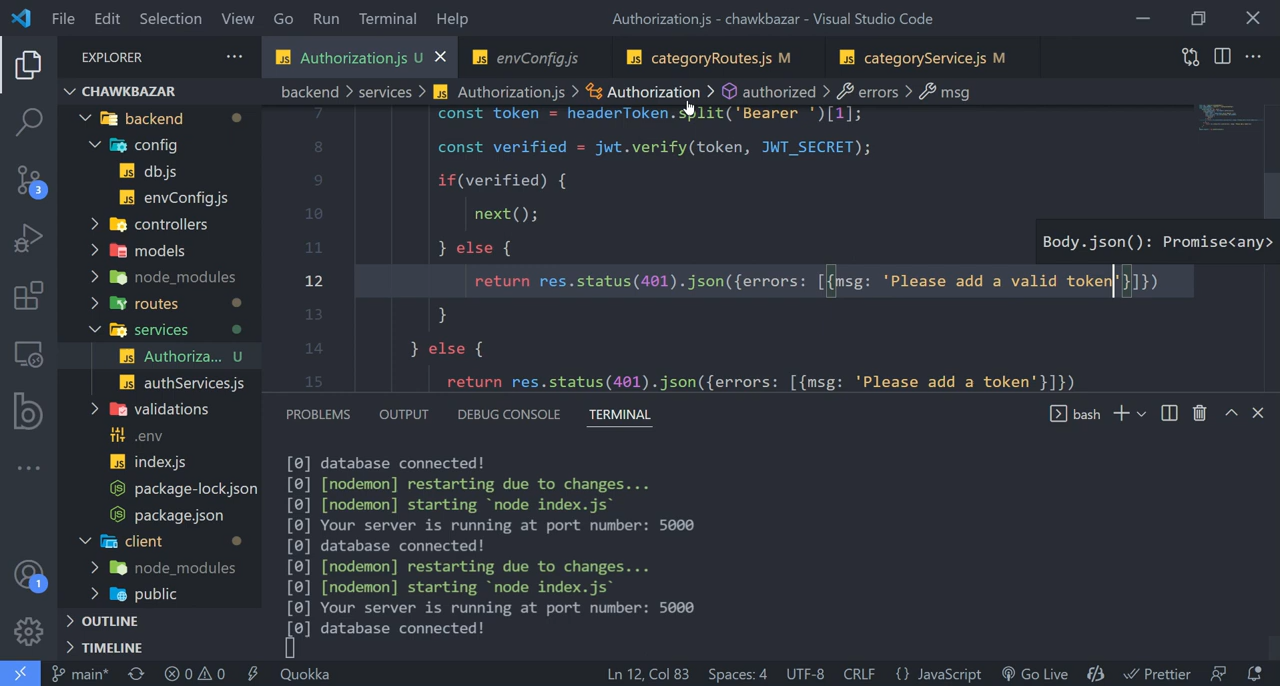 File Edit Selection View Go Run Terminal Help Authorization.js - chawkbazar - Visual Studio Code
EXPLORER
Authorization.js U
envConfig.js
categoryRoutes.js M
categoryService.js M
CHAWKBAZAR
backend > services > Authorization.js > Authorization > authorized > errors > msg
backend
config
db.js
envConfig.js
controllers
models
node_modules
routes
services
Authoriza... U
authServices.js
validations
.env
index.js
package-lock.json
package.json
client
node_modules
public
OUTLINE
TIMELINE
3
1
7 const token = headerToken.split('Bearer ')[1];
8 const verified = jwt.verify(token, JWT_SECRET);
9 if(verified) {
10 next();
11 } else {
Body.json(): Promise<any>
12 return res.status(401).json({errors: [{msg: 'Please add a valid token'}]})
13 }
14 } else {
15 return res.status(401).json({errors: [{msg: 'Please add a token'}]})
PROBLEMS OUTPUT DEBUG CONSOLE TERMINAL bash
[0] database connected!
[0] [nodemon] restarting due to changes...
[0] [nodemon] starting `node index.js`
[0] Your server is running at port number: 5000
[0] database connected!
[0] [nodemon] restarting due to changes...
[0] [nodemon] starting `node index.js`
[0] Your server is running at port number: 5000
[0] database connected!
main* 0 0 Quokka Ln 12, Col 83 Spaces: 4 UTF-8 CRLF {} JavaScript Go Live Prettier